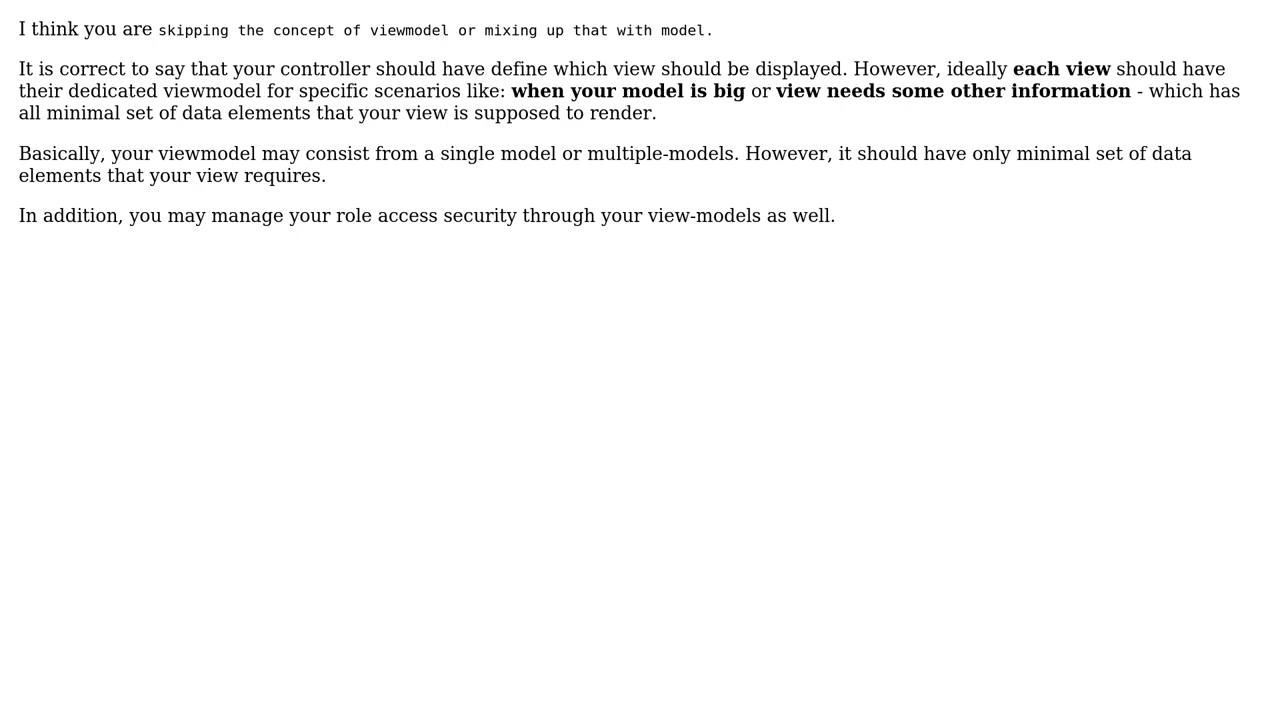 I think you are skipping the concept of viewmodel or mixing up that with model.
It is correct to say that your controller should have define which view should be displayed. However, ideally each view should have
their dedicated viewmodel for specific scenarios like: when your model is big or view needs some other information - which has
all minimal set of data elements that your view is supposed to render.
Basically, your viewmodel may consist from a single model or multiple-models. However, it should have only minimal set of data
elements that your view requires.
In addition, you may manage your role access security through your view-models as well.